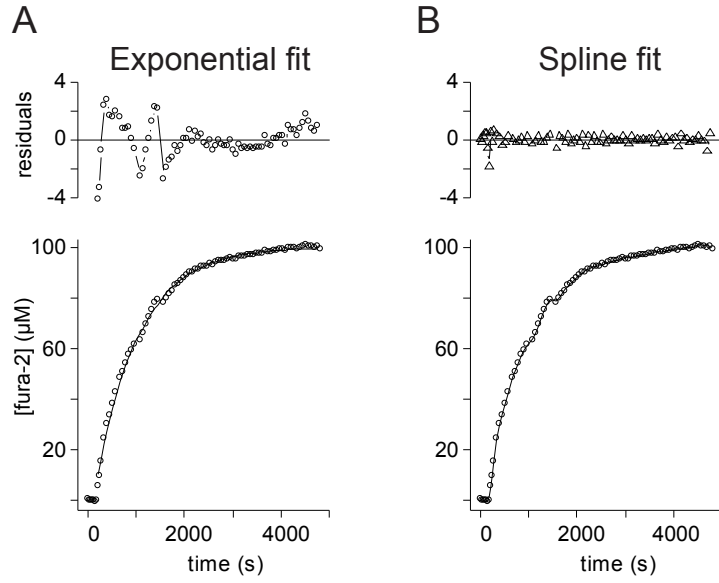 A
B
Exponential fit
Spline fit
residuals
4
0
-4
4
0
-4
[fura-2] (µM)
100
60
20
100
60
20
0
2000
4000
0
2000
4000
time (s)
time (s)